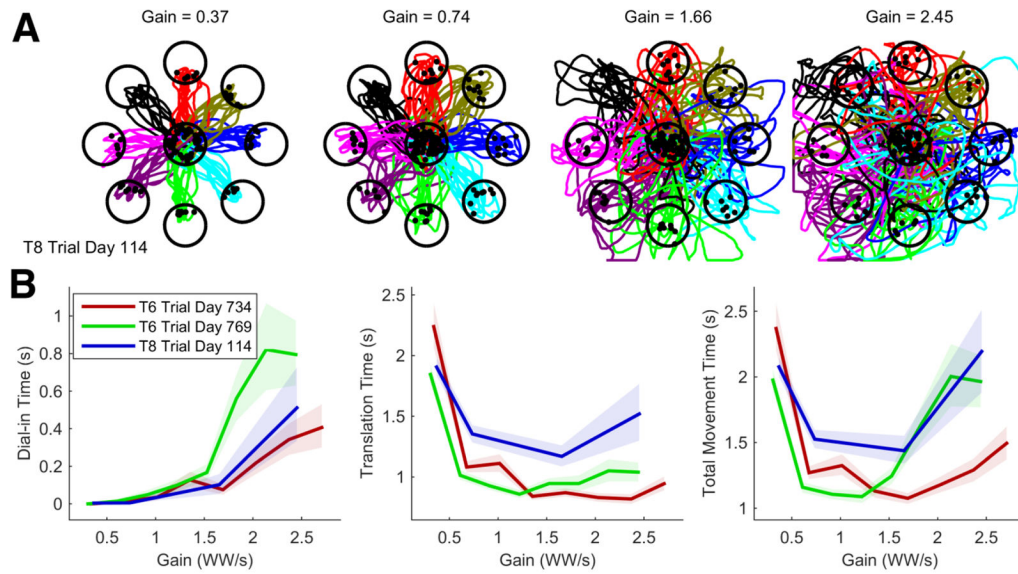 A
Gain = 0.37
Gain = 0.74
Gain = 1.66
Gain = 2.45
T8 Trial Day 114
B
T6 Trial Day 734
T6 Trial Day 769
T8 Trial Day 114
Dial-in Time (s)
1
0.8
0.6
0.4
0.2
0
0.5 1 1.5 2 2.5
Gain (WW/s)
Translation Time (s)
2.5
2
1.5
1
0.5 1 1.5 2 2.5
Gain (WW/s)
Total Movement Time (s)
2.5
2
1.5
1
0.5 1 1.5 2 2.5
Gain (WW/s)